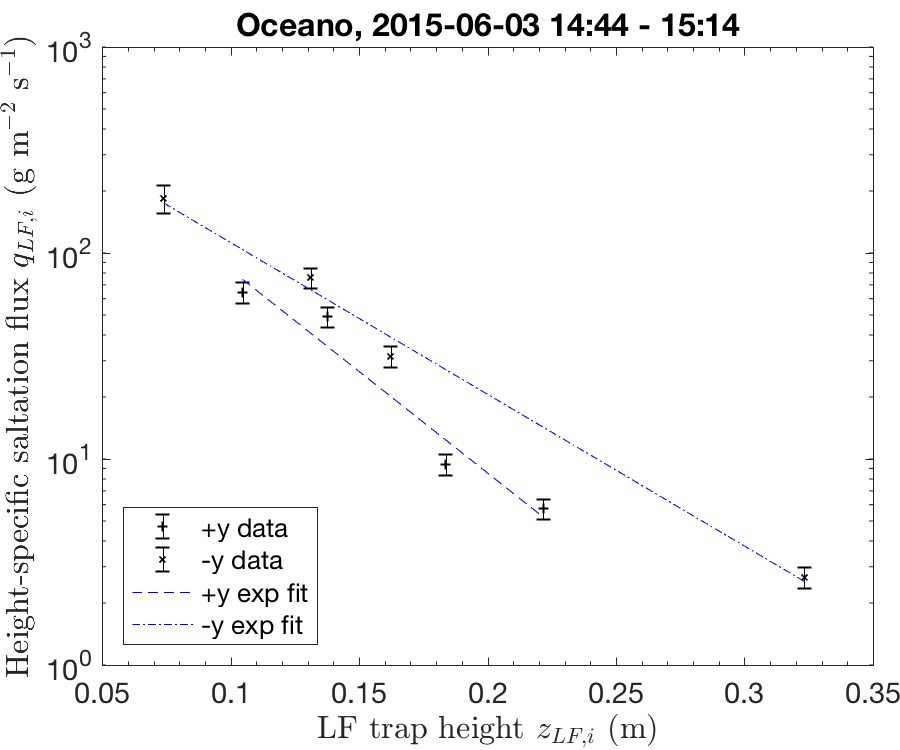 Oceano, 2015-06-03 14:44 - 15:14
Height-specific saltation flux q_{LF,i} (g m⁻² s⁻¹)
10³
10²
10¹
10⁰
+y data
-y data
+y exp fit
-y exp fit
0.05 0.1 0.15 0.2 0.25 0.3 0.35
LF trap height z_{LF,i} (m)